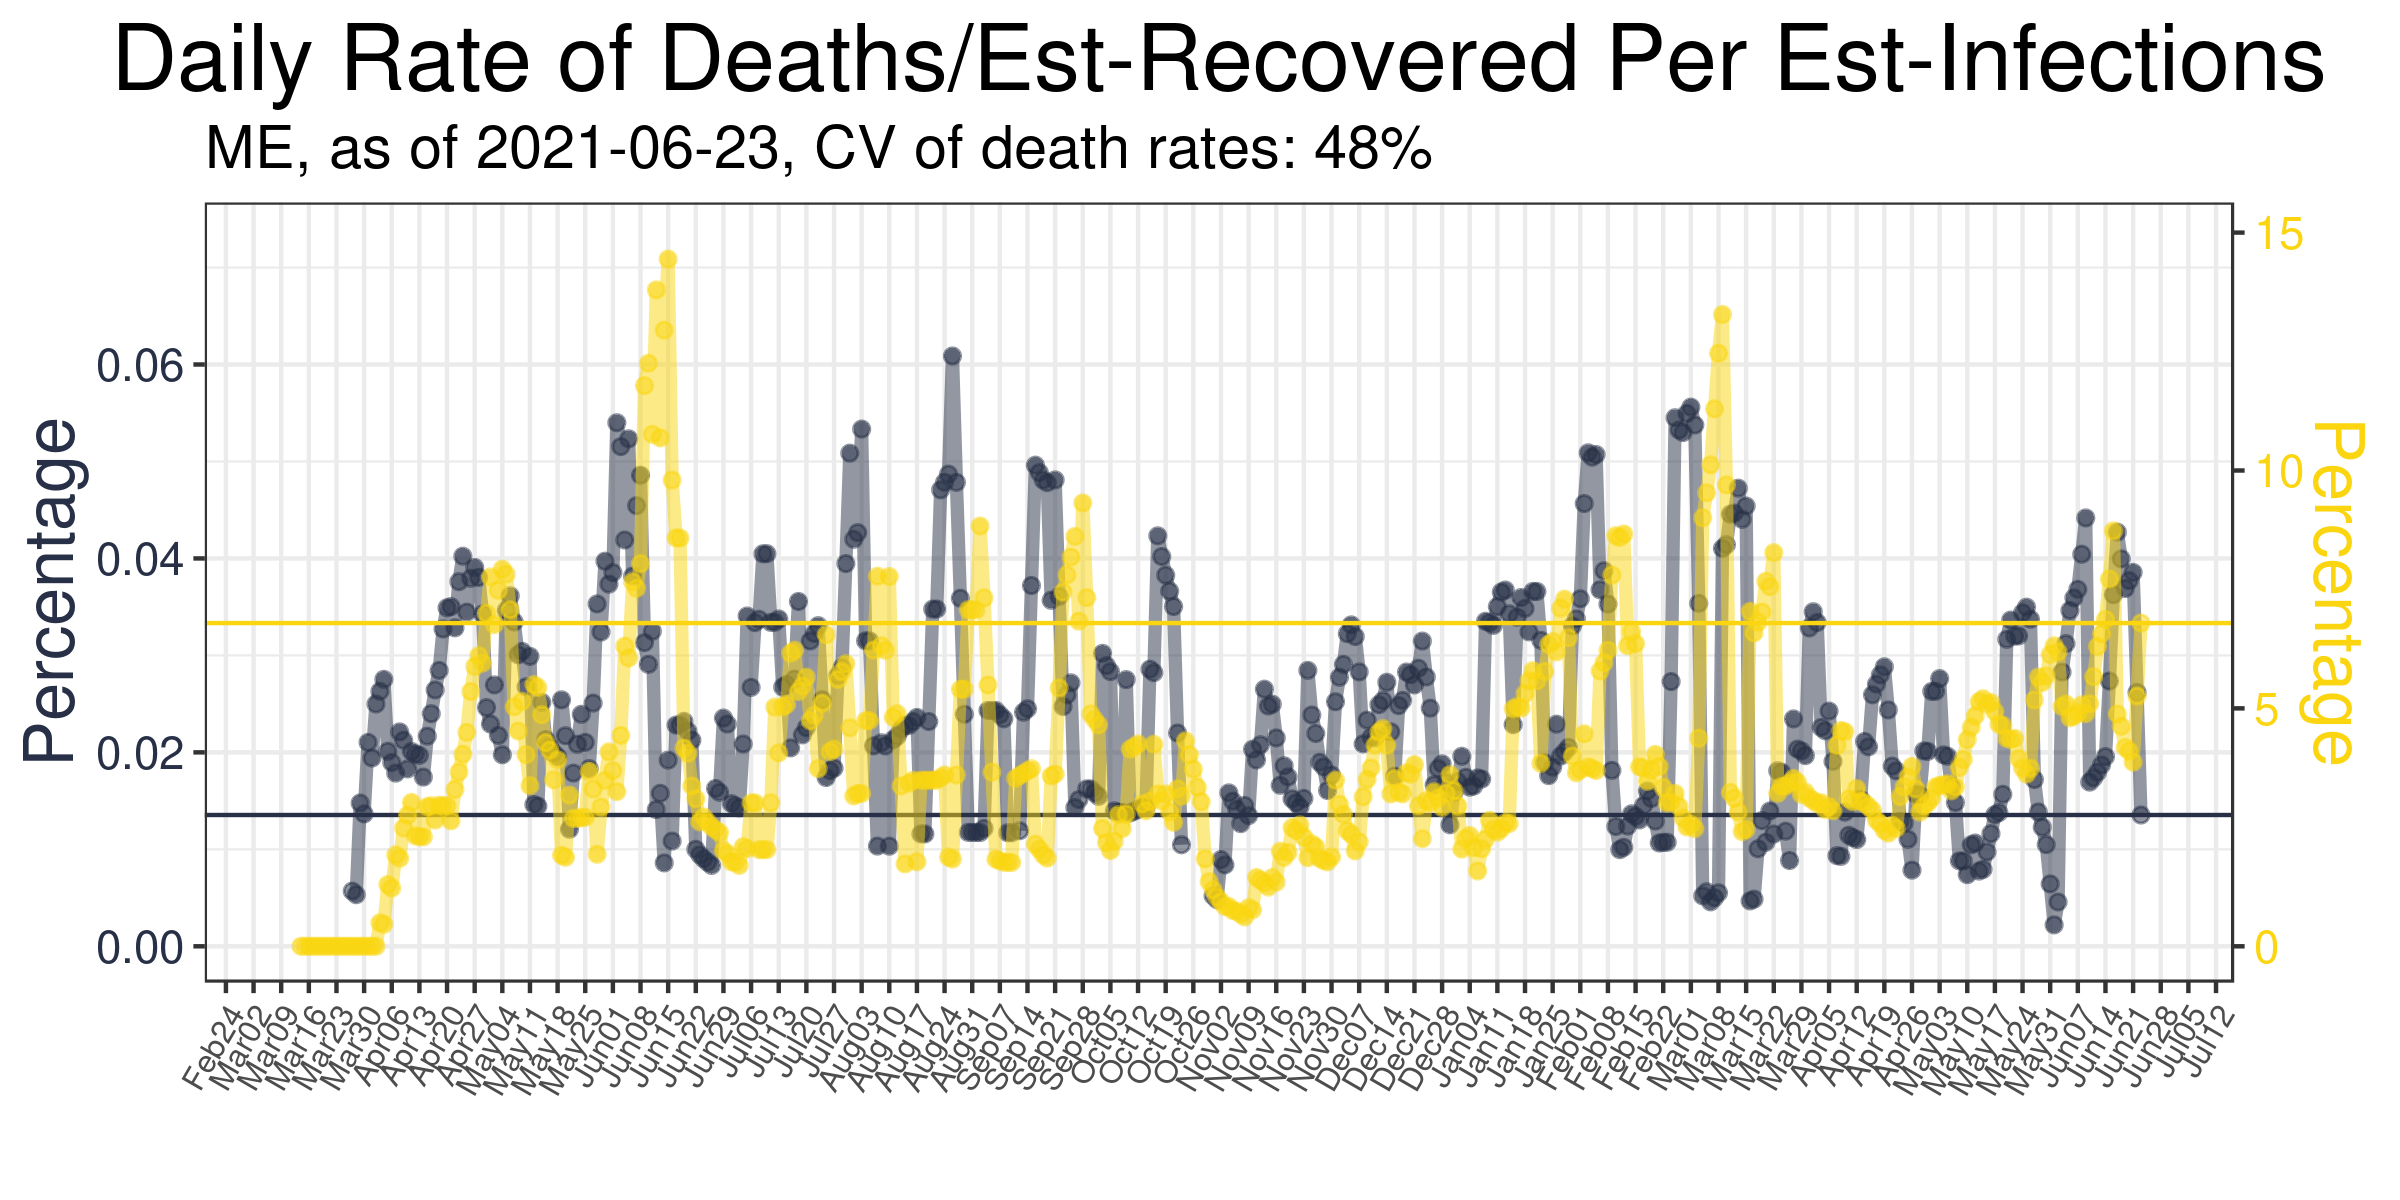 Daily Rate of Deaths/Est-Recovered Per Est-Infections
ME, as of 2021-06-23, CV of death rates: 48%
Percentage
0.06
0.04
0.02
0.00
15
10
5
0
Percentage
Feb24
Mar02
Mar09
Mar16
Mar23
Mar30
Apr06
Apr13
Apr20
Apr27
May04
May11
May18
May25
Jun01
Jun08
Jun15
Jun22
Jun29
Jul06
Jul13
Jul20
Jul27
Aug03
Aug10
Aug17
Aug24
Aug31
Sep07
Sep14
Sep21
Sep28
Oct05
Oct12
Oct19
Oct26
Nov02
Nov09
Nov16
Nov23
Nov30
Dec07
Dec14
Dec21
Dec28
Jan04
Jan11
Jan18
Jan25
Feb01
Feb08
Feb15
Feb22
Mar01
Mar08
Mar15
Mar22
Mar29
Apr05
Apr12
Apr19
Apr26
May03
May10
May17
May24
May31
Jun07
Jun14
Jun21
Jun28
Jul05
Jul12